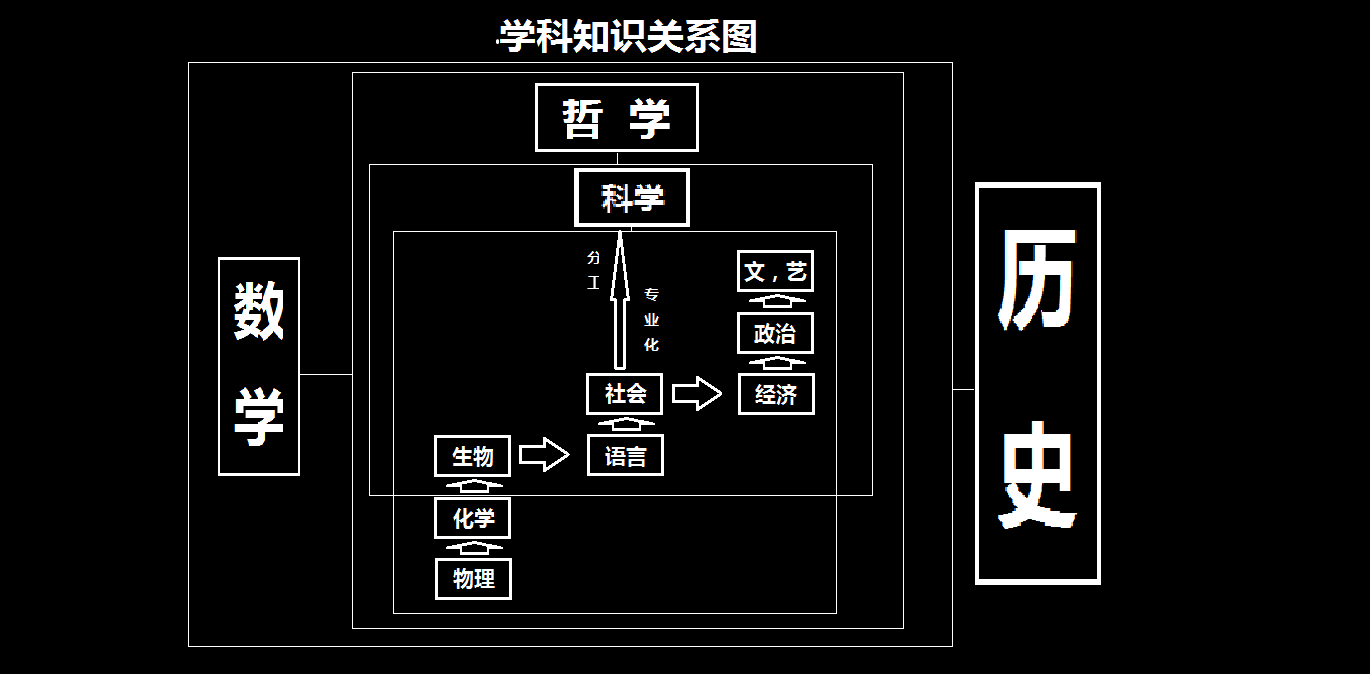 学科知识关系图
哲 学
科学
分工
专业化
文，艺
政治
社会
经济
生物
语言
化学
物理
数学
历史